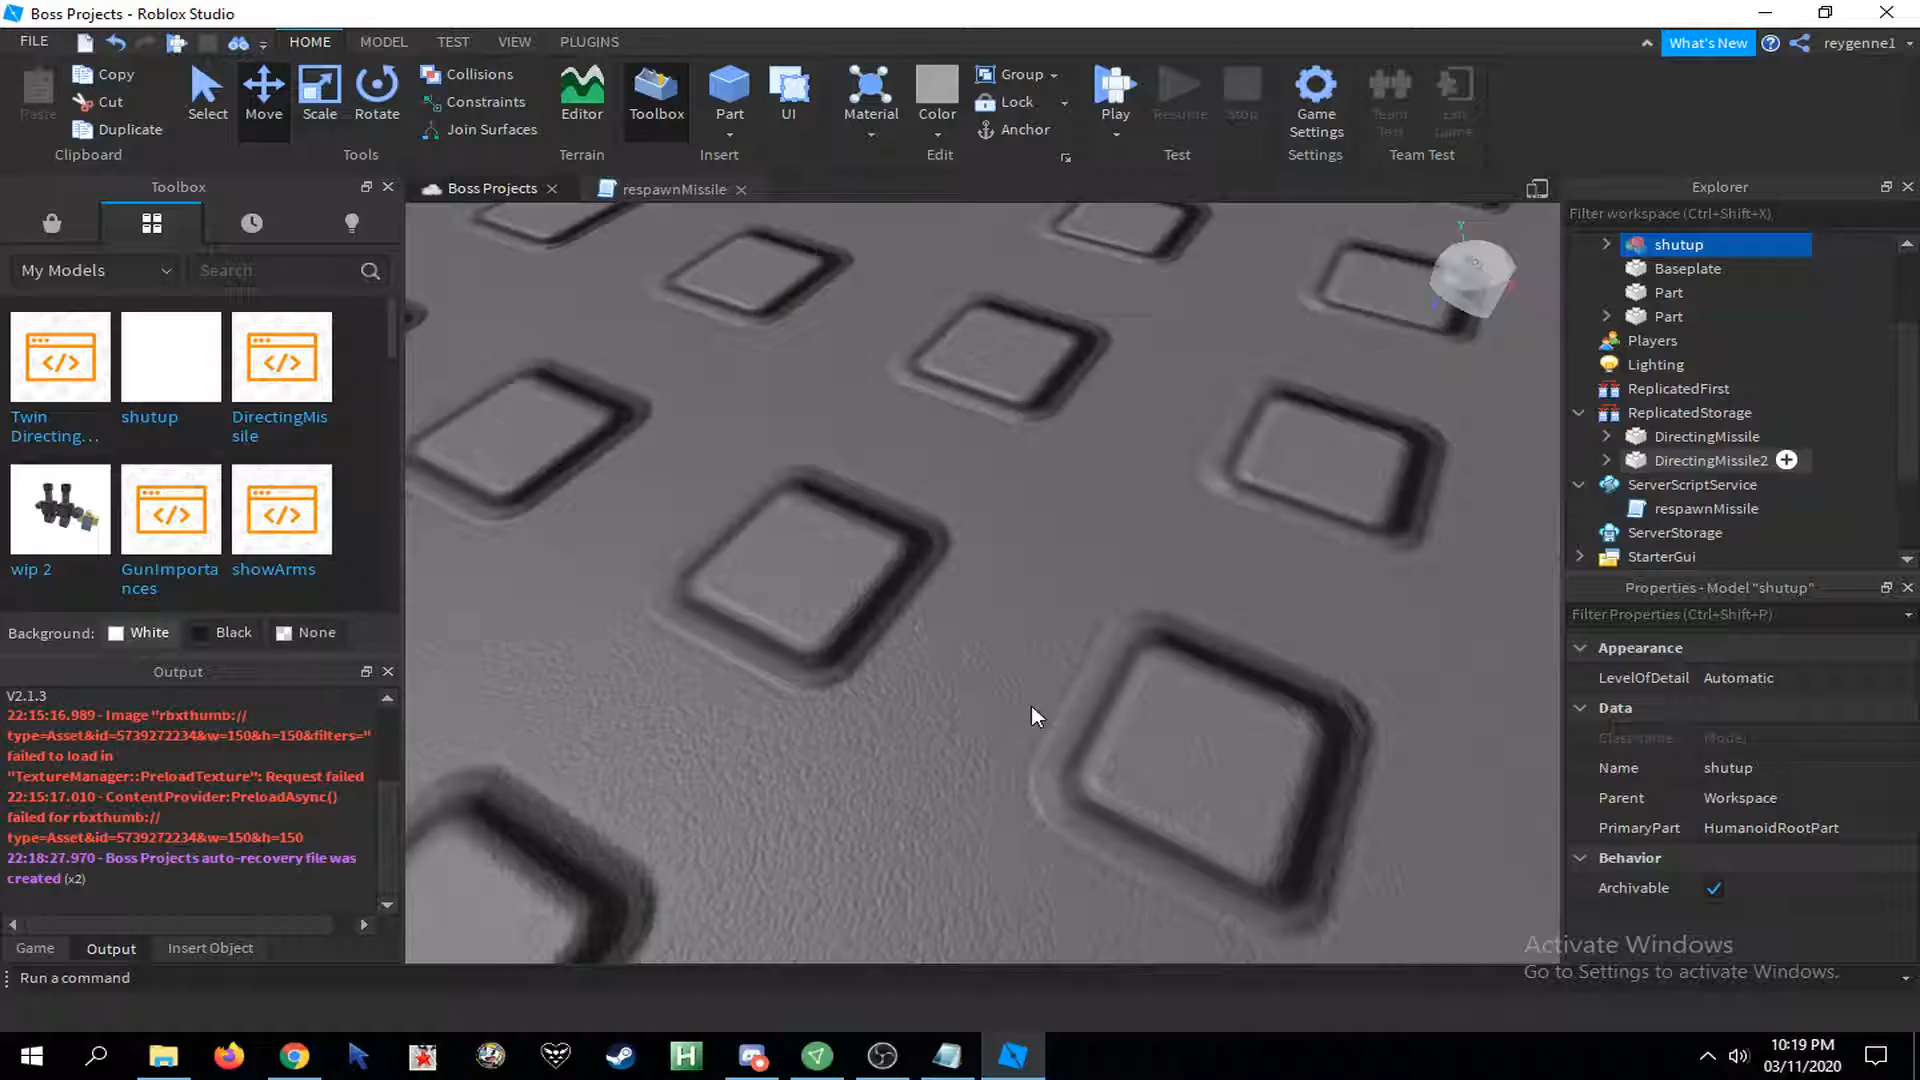 Boss Projects - Roblox Studio
FILE
HOME
MODEL
TEST
VIEW
PLUGINS
What's New
reygenne1
Paste
Copy
Cut
Duplicate
Clipboard
Select
Move
Scale
Rotate
Tools
Collisions
Constraints
Join Surfaces
Editor
Terrain
Toolbox
Part
UI
Insert
Material
Color
Group
Lock
Anchor
Edit
Play
Resume
Stop
Test
Game
Settings
Settings
Team
Test
Exit
Game
Team Test
Toolbox
Boss Projects
respawnMissile
Explorer
Filter workspace (Ctrl+Shift+X)
My Models
Search
Twin
Directing...
shutup
DirectingMis
sile
wip 2
GunImporta
nces
showArms
Background:
White
Black
None
Output
V2.1.3
22:15:16.989 - Image "rbxthumb://
type=Asset&id=5739272234&w=150&h=150&filters="
failed to load in
"TextureManager::PreloadTexture": Request failed
22:15:17.010 - ContentProvider:PreloadAsync()
failed for rbxthumb://
type=Asset&id=5739272234&w=150&h=150
22:18:27.970 - Boss Projects auto-recovery file was
created (x2)
Game
Output
Insert Object
Run a command
Y
shutup
Baseplate
Part
Part
Players
Lighting
ReplicatedFirst
ReplicatedStorage
DirectingMissile
DirectingMissile2
ServerScriptService
respawnMissile
ServerStorage
StarterGui
Properties - Model "shutup"
Filter Properties (Ctrl+Shift+P)
Appearance
LevelOfDetail Automatic
Data
ClassName Model
Name shutup
Parent Workspace
PrimaryPart HumanoidRootPart
Behavior
Archivable
Activate Windows
Go to Settings to activate Windows.
10:19 PM
03/11/2020